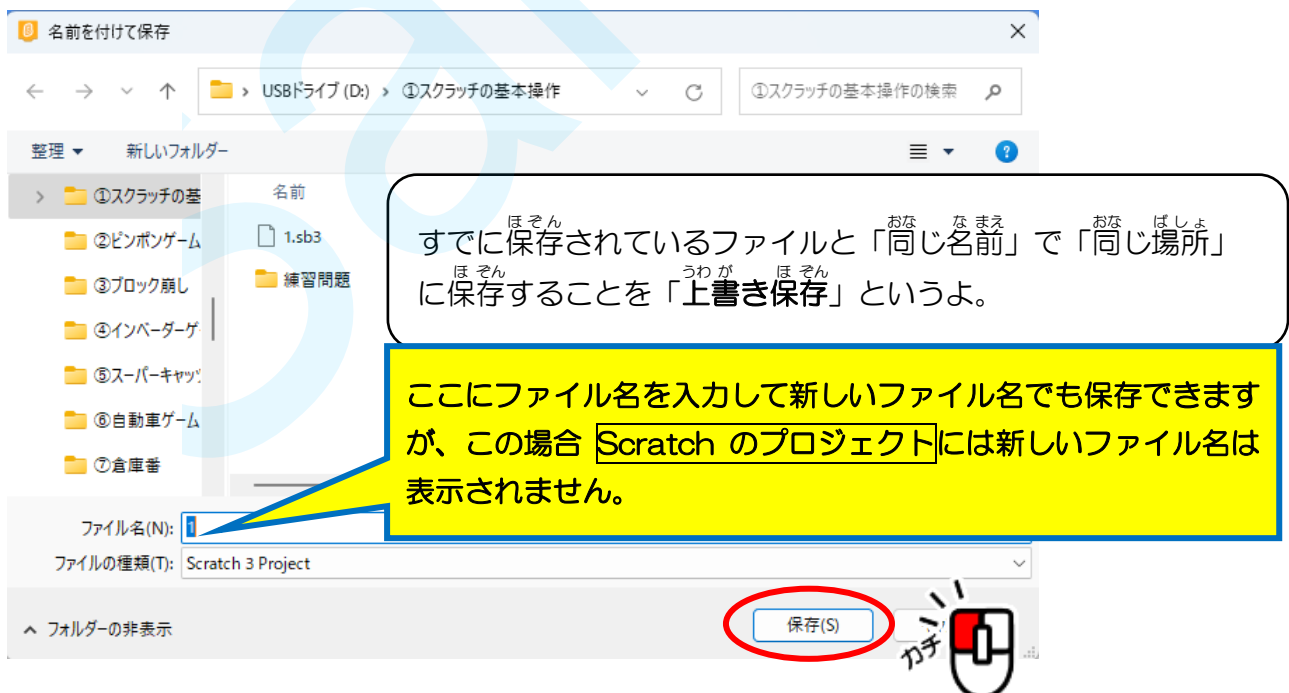 名前を付けて保存
USBドライブ (D:) › ①スクラッチの基本操作
①スクラッチの基本操作の検索
整理 新しいフォルダー
①スクラッチの基
②ピンポンゲーム
③ブロック崩し
④インベーダーゲ
⑤スーパーキャッ
⑥自動車ゲーム
⑦倉庫番
名前
1.sb3
練習問題
ほぞん おな なまえ おな ばしょ
すでに保存されているファイルと「同じ名前」で「同じ場所」
ほぞん うわが ほぞん
に保存することを「上書き保存」というよ。
ここにファイル名を入力して新しいファイル名でも保存できます
が、この場合 Scratch のプロジェクトには新しいファイル名は
表示されません。
ファイル名(N): 1
ファイルの種類(T): Scratch 3 Project
フォルダーの非表示
保存(S)
カチ